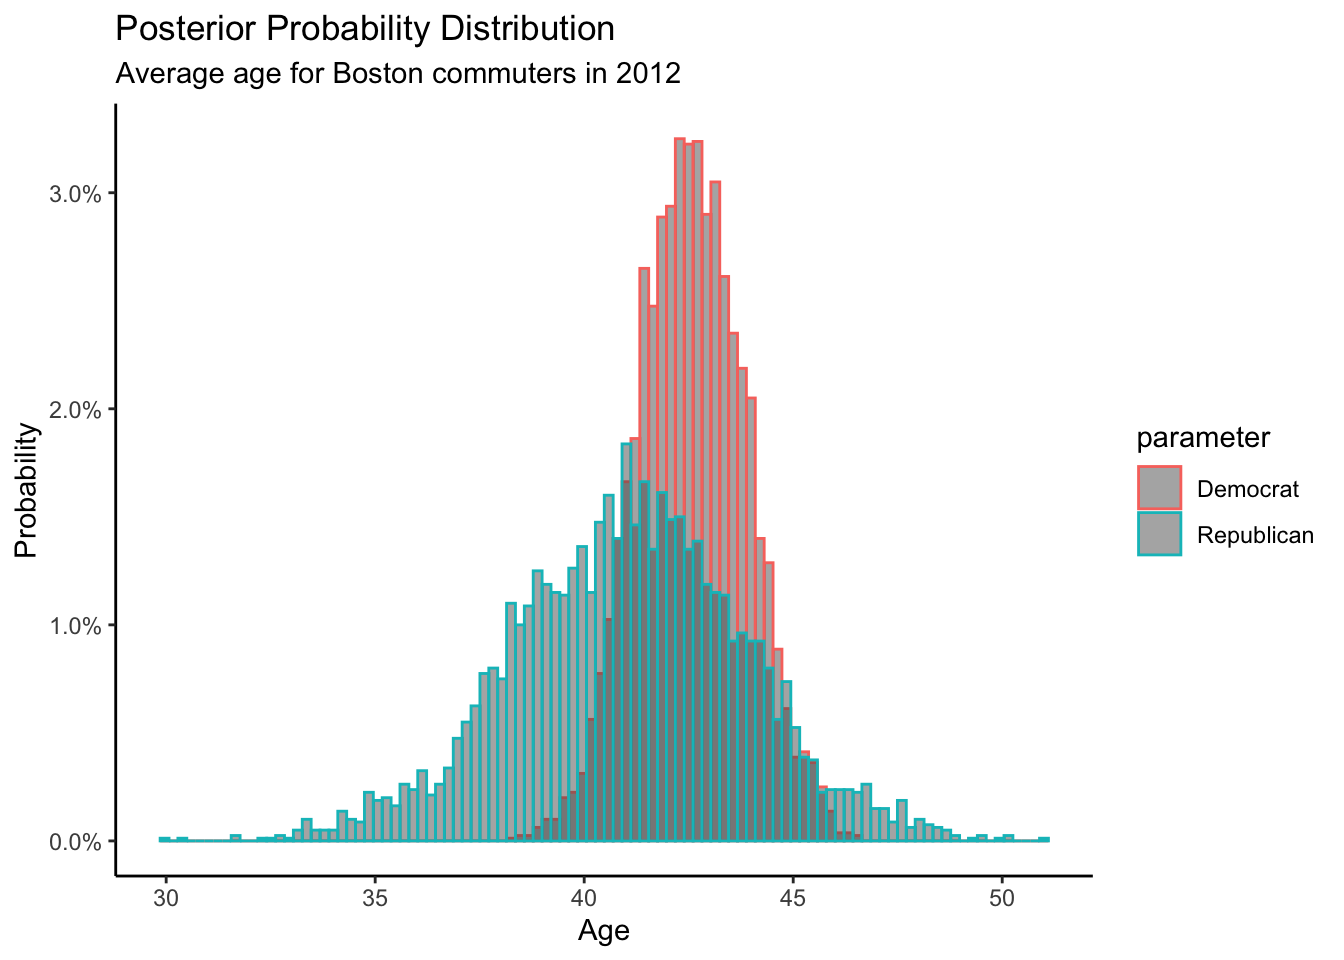 Posterior Probability Distribution
Average age for Boston commuters in 2012
Probability
3.0%
2.0%
1.0%
0.0%
30 35 40 45 50
Age
parameter
Democrat
Republican